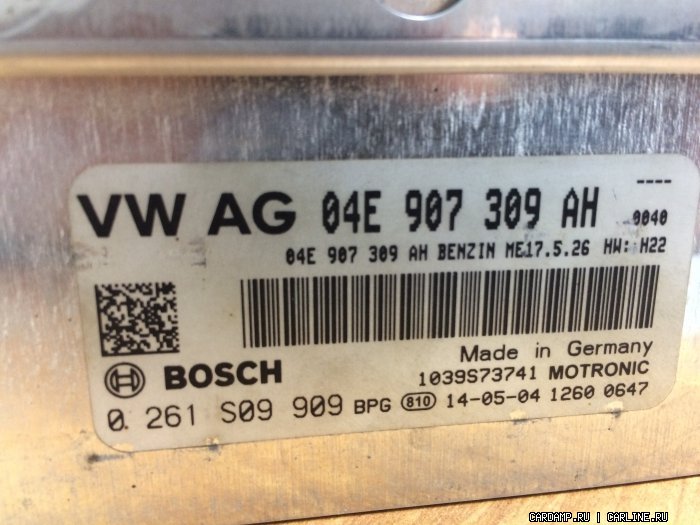 ----
VW AG 04E 907 309 AH 0040
04E 907 309 AH BENZIN ME17.5.26 HW: H22
Made in Germany
BOSCH 1039S73741 MOTRONIC
0 261 S09 909 BPG 810 14-05-04 1260 0647
CARDAMP.RU | CARLINE.RU